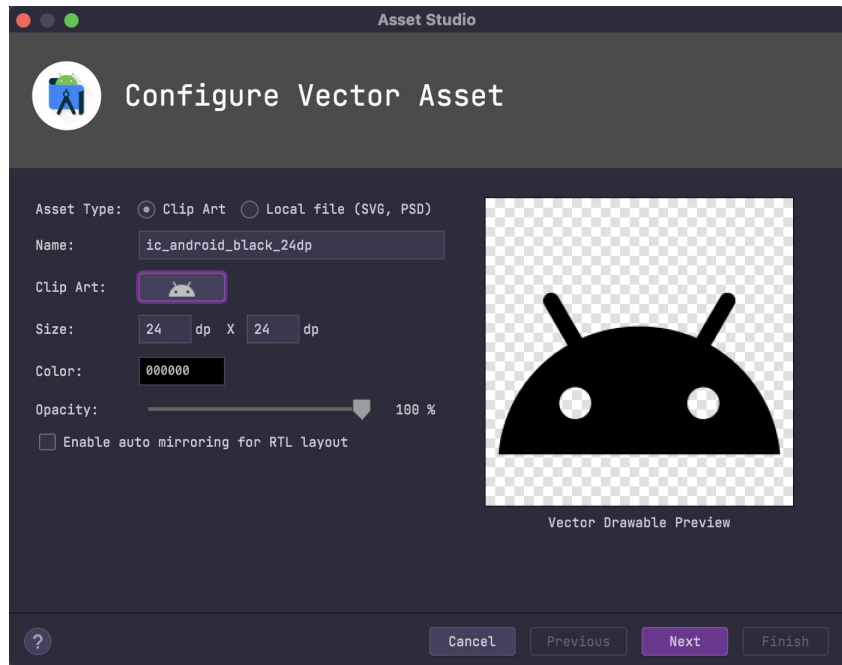 Asset Studio
Configure Vector Asset
Asset Type: Clip Art Local file (SVG, PSD)
Name: ic_android_black_24dp
Clip Art:
Size: 24 dp X 24 dp
Color: 000000
Opacity: 100 %
Enable auto mirroring for RTL layout
Vector Drawable Preview
? Cancel Previous Next Finish